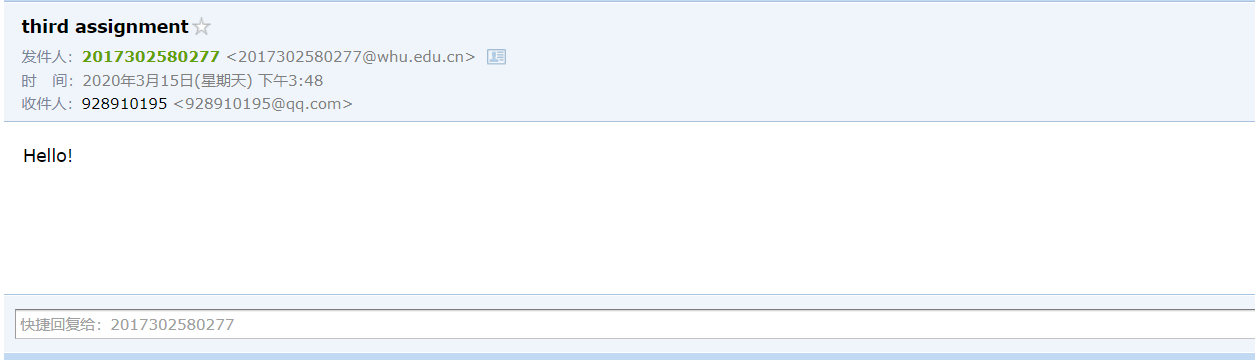 third assignment
发件人：2017302580277 <2017302580277@whu.edu.cn>
时　间：2020年3月15日(星期天) 下午3:48
收件人：928910195 <928910195@qq.com>
Hello!
快捷回复给：2017302580277